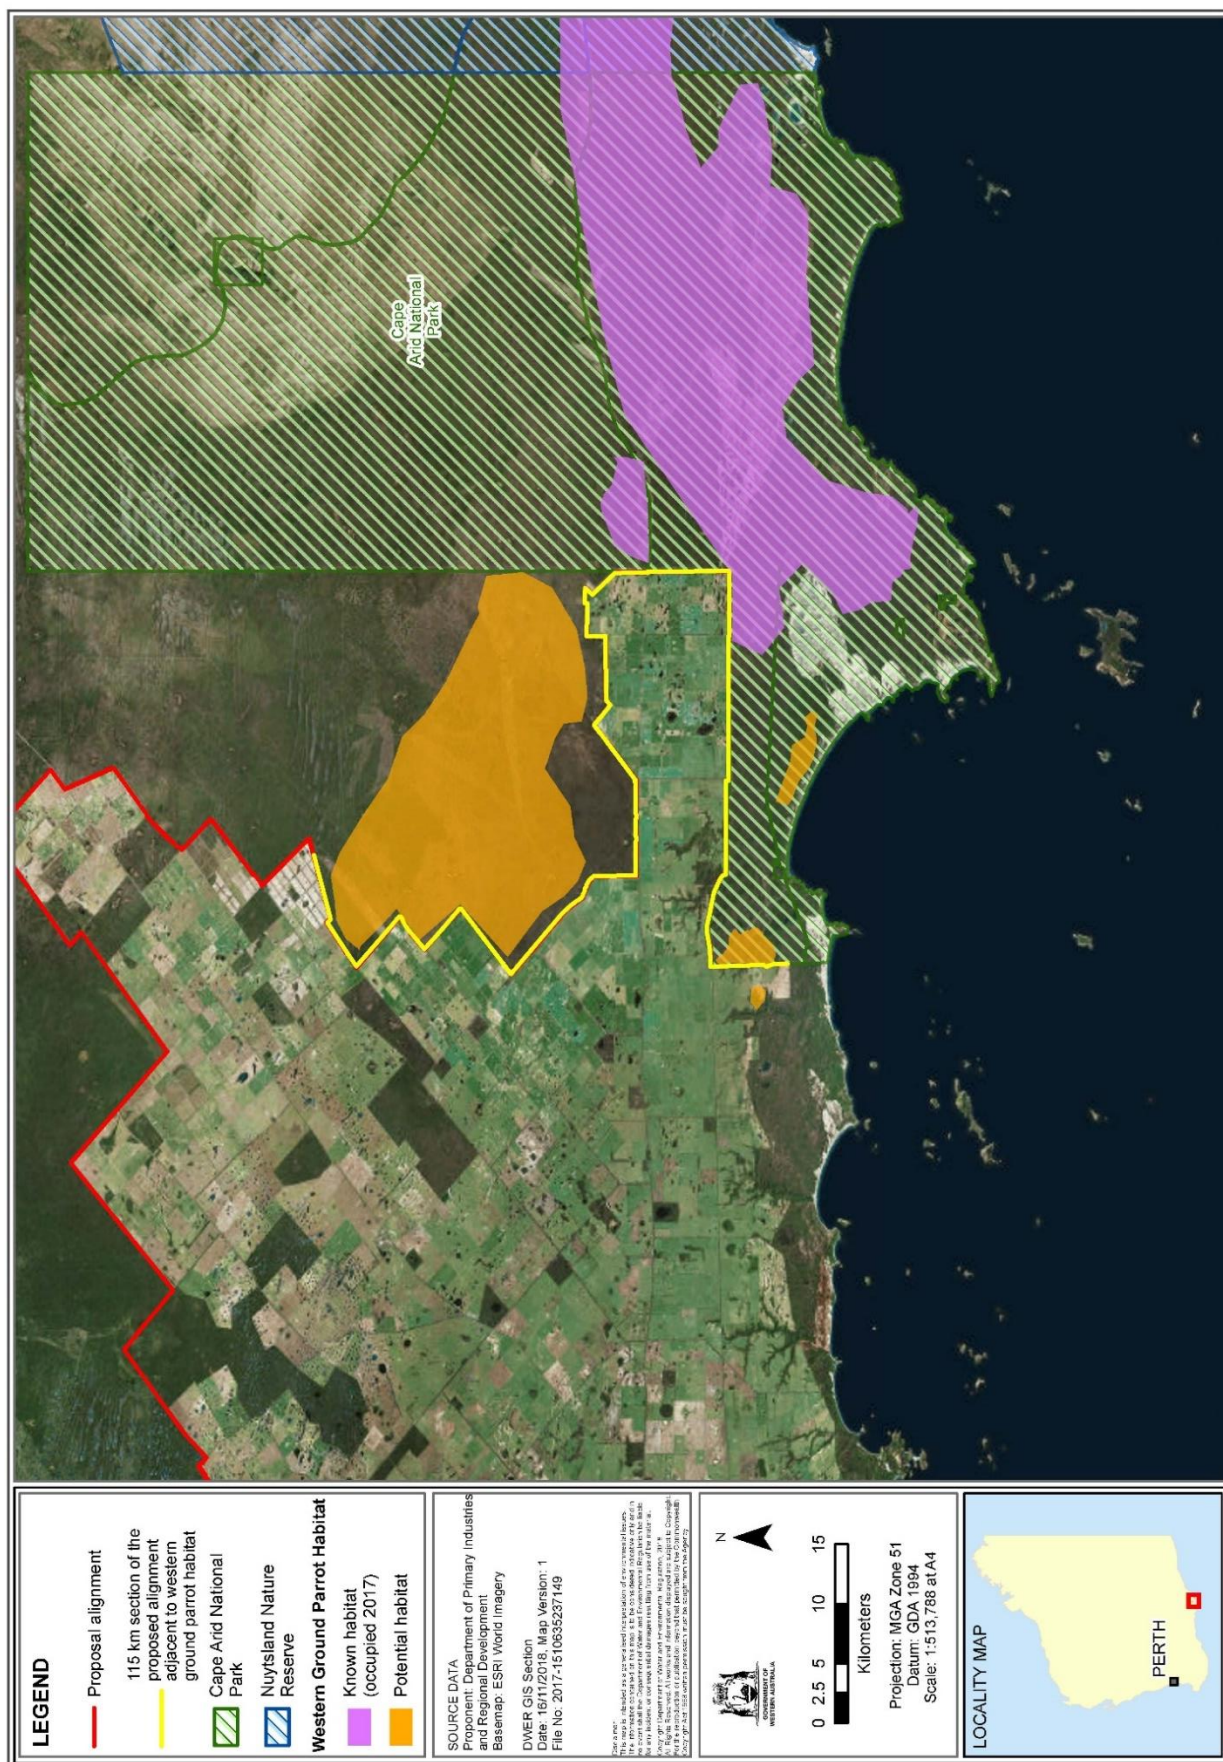 LEGEND
Proposal alignment
115 km section of the
proposed alignment
adjacent to western
ground parrot habitat
Cape Arid National
Park
Nuytsland Nature
Reserve
Western Ground Parrot Habitat
Known habitat
(occupied 2017)
Potential habitat
SOURCE DATA
Proponent: Department of Primary Industries
and Regional Development
Basemap: ESRI World Imagery
DWER GIS Section
Date: 16/11/2018, Map Version: 1
File No: 2017-1510635237149
GOVERNMENT OF
WESTERN AUSTRALIA
N
0 2.5 5 10 15
Kilometers
Projection: MGA Zone 51
Datum: GDA 1994
Scale: 1:513,788 at A4
LOCALITY MAP
PERTH
Cape
Arid National
Park